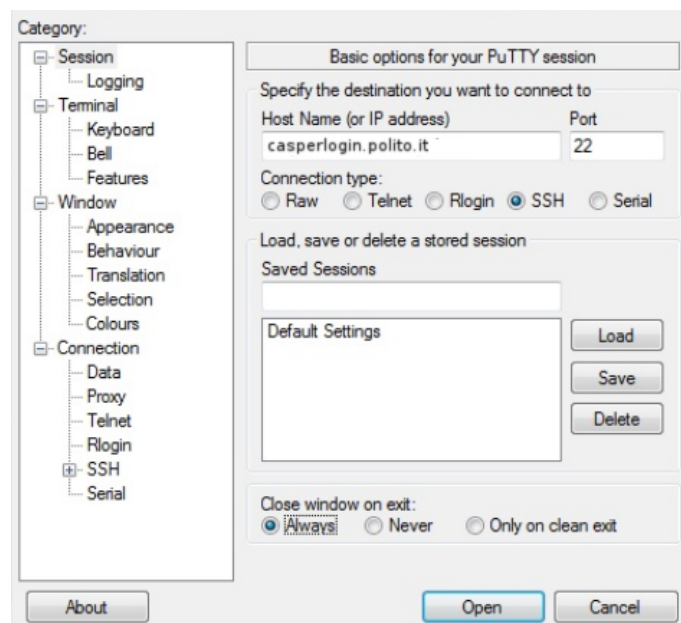 Category:
Session
Logging
Terminal
Keyboard
Bell
Features
Window
Appearance
Behaviour
Translation
Selection
Colours
Connection
Data
Proxy
Telnet
Rlogin
SSH
Serial
Basic options for your PuTTY session
Specify the destination you want to connect to
Host Name (or IP address) Port
casperlogin.polito.it 22
Connection type:
Raw Telnet Rlogin SSH Serial
Load, save or delete a stored session
Saved Sessions
Default Settings
Load
Save
Delete
Close window on exit:
Always Never Only on clean exit
About Open Cancel